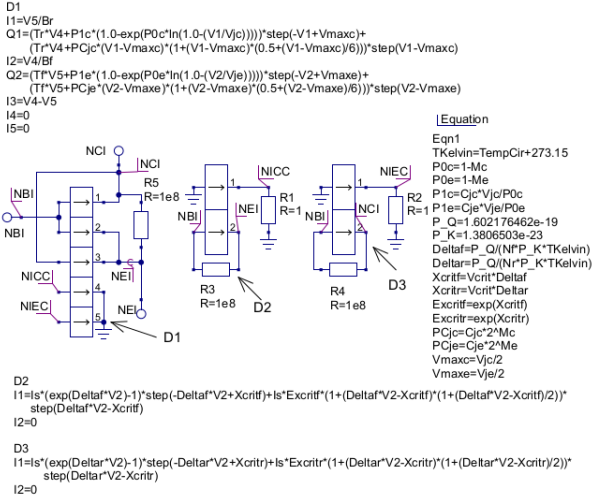 D1
I1=V5/Br
Q1=(Tr*V4+P1c*(1.0-exp(P0c*ln(1.0-(V1/Vjc)))))*step(-V1+Vmaxc)+
(Tr*V4+PCjc*(V1-Vmaxc)*(1+(V1-Vmaxc)*(0.5+(V1-Vmaxc)/6)))*step(V1-Vmaxc)
I2=V4/Bf
Q2=(Tf*V5+P1e*(1.0-exp(P0e*ln(1.0-(V2/Vje)))))*step(-V2+Vmaxe)+
(Tf*V5+PCje*(V2-Vmaxe)*(1+(V2-Vmaxe)*(0.5+(V2-Vmaxe)/6)))*step(V2-Vmaxe)
I3=V4-V5
I4=0
I5=0
NCI
NCI
NBI
NBI
R5
R=1e8
1
2
3
4
5
NEI
NICC
NIEC
NEI
D1
1
2
NICC
R1
R=1
NBI
NEI
R3
R=1e8
D2
1
2
NIEC
R2
R=1
NBI
NCI
R4
R=1e8
D3
Equation
Eqn1
TKelvin=TempCir+273.15
P0c=1-Mc
P0e=1-Me
P1c=Cjc*Vjc/P0c
P1e=Cje*Vje/P0e
P_Q=1.602176462e-19
P_K=1.3806503e-23
Deltaf=P_Q/(Nf*P_K*TKelvin)
Deltar=P_Q/(Nr*P_K*TKelvin)
Xcritf=Vcrit*Deltaf
Xcritr=Vcrit*Deltar
Excritf=exp(Xcritf)
Excritr=exp(Xcritr)
PCjc=Cjc*2^Mc
PCje=Cje*2^Me
Vmaxc=Vjc/2
Vmaxe=Vje/2
D2
I1=Is*(exp(Deltaf*V2)-1)*step(-Deltaf*V2+Xcritf)+Is*Excritf*(1+(Deltaf*V2-Xcritf)*(1+(Deltaf*V2-Xcritf)/2))*
step(Deltaf*V2-Xcritf)
I2=0
D3
I1=Is*(exp(Deltar*V2)-1)*step(-Deltar*V2+Xcritr)+Is*Excritr*(1+(Deltar*V2-Xcritr)*(1+(Deltar*V2-Xcritr)/2))*
step(Deltar*V2-Xcritr)
I2=0